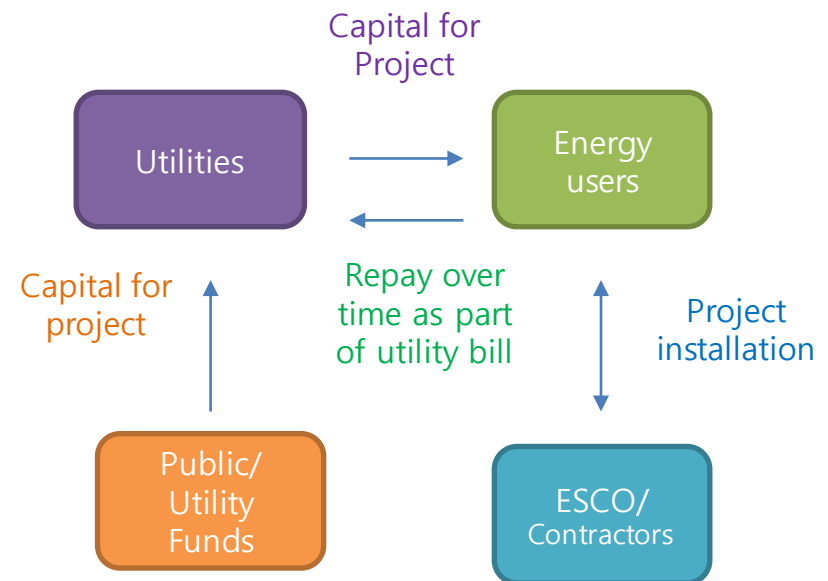 Capital for
Project
Utilities
Energy
users
Capital for
project
Repay over
time as part
of utility bill
Project
installation
Public/
Utility
Funds
ESCO/
Contractors